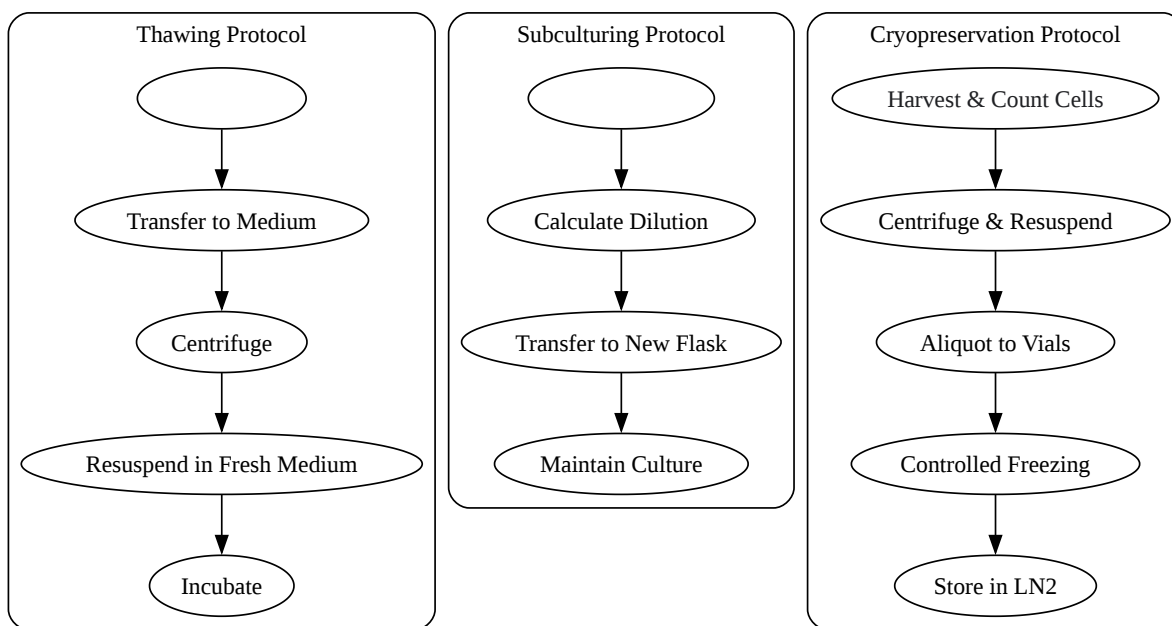 Thawing Protocol
Transfer to Medium
Centrifuge
Resuspend in Fresh Medium
Incubate
Subculturing Protocol
Calculate Dilution
Transfer to New Flask
Maintain Culture
Cryopreservation Protocol
Harvest & Count Cells
Centrifuge & Resuspend
Aliquot to Vials
Controlled Freezing
Store in LN2